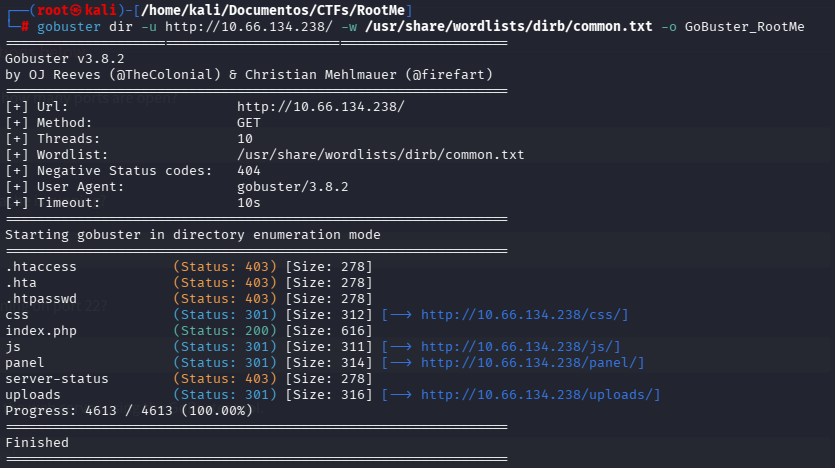 ┌──(root㉿kali)-[/home/kali/Documentos/CTFs/RootMe]
└─# gobuster dir -u http://10.66.134.238/ -w /usr/share/wordlists/dirb/common.txt -o GoBuster_RootMe
===============================================================
Gobuster v3.8.2
by OJ Reeves (@TheColonial) & Christian Mehlmauer (@firefart)
===============================================================
[+] Url:                     http://10.66.134.238/
[+] Method:                  GET
[+] Threads:                 10
[+] Wordlist:                /usr/share/wordlists/dirb/common.txt
[+] Negative Status codes:   404
[+] User Agent:              gobuster/3.8.2
[+] Timeout:                 10s
===============================================================
Starting gobuster in directory enumeration mode
===============================================================
.htaccess            (Status: 403) [Size: 278]
.hta                 (Status: 403) [Size: 278]
.htpasswd            (Status: 403) [Size: 278]
css                  (Status: 301) [Size: 312] [--> http://10.66.134.238/css/]
index.php            (Status: 200) [Size: 616]
js                   (Status: 301) [Size: 311] [--> http://10.66.134.238/js/]
panel                (Status: 301) [Size: 314] [--> http://10.66.134.238/panel/]
server-status        (Status: 403) [Size: 278]
uploads              (Status: 301) [Size: 316] [--> http://10.66.134.238/uploads/]
Progress: 4613 / 4613 (100.00%)
===============================================================
Finished
===============================================================